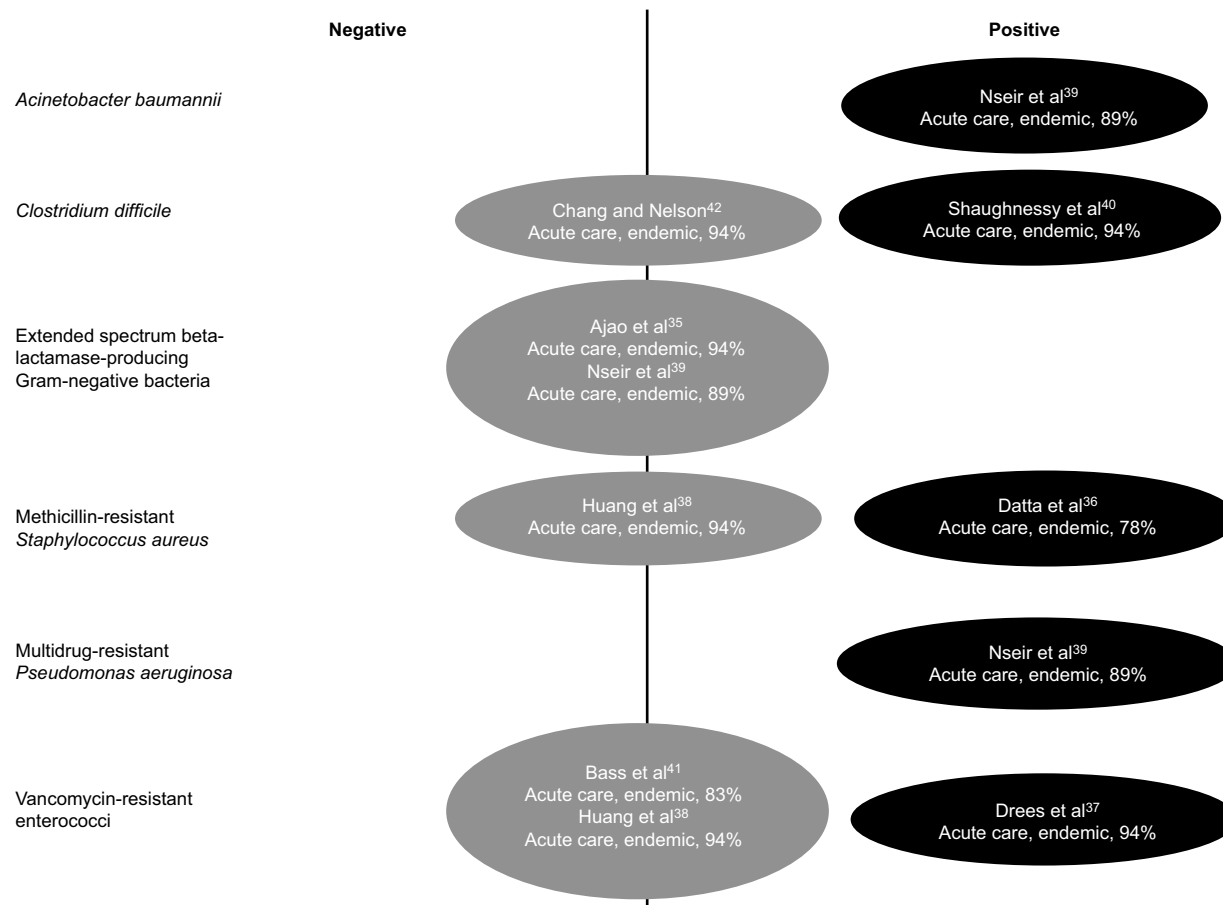 Negative
Positive
Acinetobacter baumannii
Nseir et al39
Acute care, endemic, 89%
Clostridium difficile
Chang and Nelson42
Acute care, endemic, 94%
Shaughnessy et al40
Acute care, endemic, 94%
Extended spectrum beta-
lactamase-producing
Gram-negative bacteria
Ajao et al35
Acute care, endemic, 94%
Nseir et al39
Acute care, endemic, 89%
Methicillin-resistant
Staphylococcus aureus
Huang et al38
Acute care, endemic, 94%
Datta et al36
Acute care, endemic, 78%
Multidrug-resistant
Pseudomonas aeruginosa
Nseir et al39
Acute care, endemic, 89%
Vancomycin-resistant
enterococci
Bass et al41
Acute care, endemic, 83%
Huang et al38
Acute care, endemic, 94%
Drees et al37
Acute care, endemic, 94%